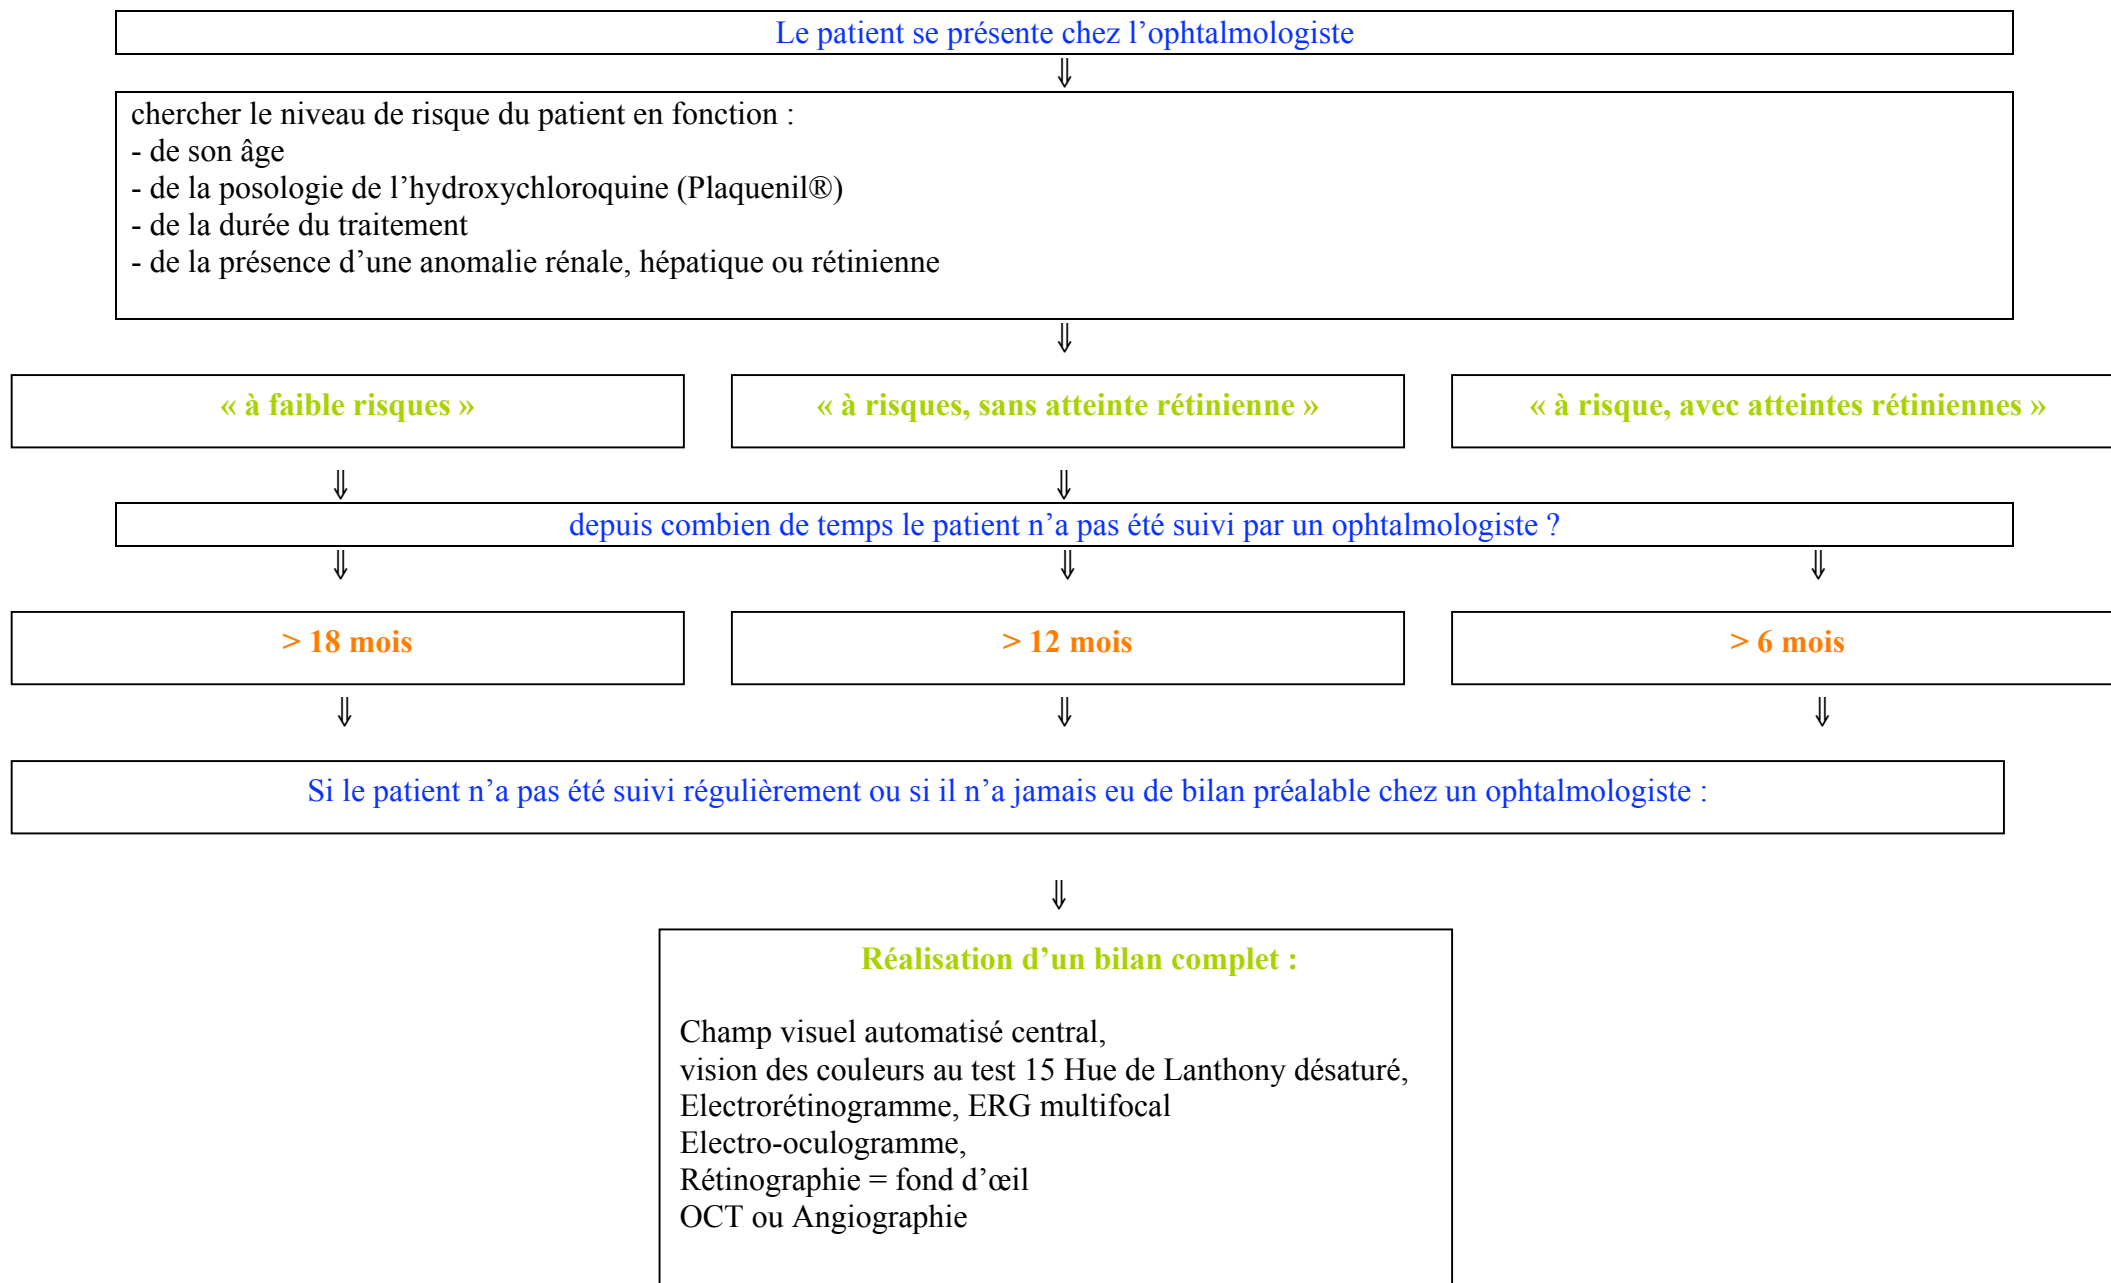 Le patient se présente chez l’ophtalmologiste
⇓
chercher le niveau de risque du patient en fonction :
- de son âge
- de la posologie de l’hydroxychloroquine (Plaquenil®)
- de la durée du traitement
- de la présence d’une anomalie rénale, hépatique ou rétinienne
⇓
« à faible risques »
« à risques, sans atteinte rétinienne »
« à risque, avec atteintes rétiniennes »
⇓ ⇓
depuis combien de temps le patient n’a pas été suivi par un ophtalmologiste ?
⇓ ⇓ ⇓
> 18 mois
> 12 mois
> 6 mois
⇓ ⇓ ⇓
Si le patient n’a pas été suivi régulièrement ou si il n’a jamais eu de bilan préalable chez un ophtalmologiste :
⇓
Réalisation d’un bilan complet :
Champ visuel automatisé central,
vision des couleurs au test 15 Hue de Lanthony désaturé,
Electrorétinogramme, ERG multifocal
Electro-oculogramme,
Rétinographie = fond d’œil
OCT ou Angiographie